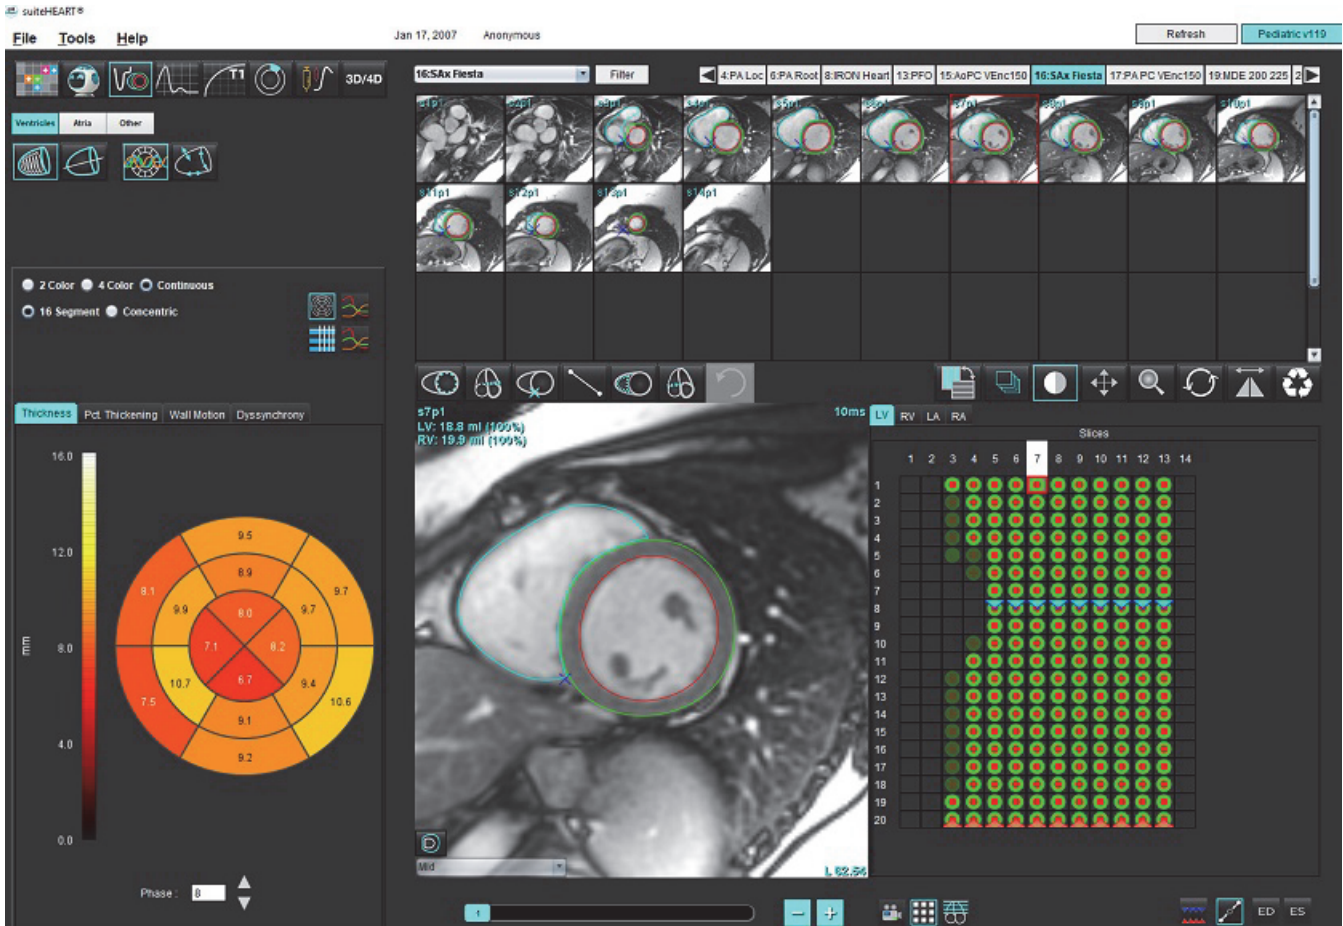 suiteHEART®
File Tools Help
Jan 17, 2007 Anonymous
Refresh Pediatric v119
T1 3D/4D
16:SAx Fiesta Filter 4:PA Loc 6:PA Root 8:IRON Heart 13:PFO 15:AoPC VEnc150 16:SAx Fiesta 17:PA PC VEnc150 19:MDE 200 225 2
s1p1 s2p1 s3p1 s4p1 s5p1 s6p1 s7p1 s8p1 s9p1 s10p1
Ventricles Atria Other
s11p1 s12p1 s13p1 s14p1
2 Color 4 Color Continuous
16 Segment Concentric
Thickness Pct. Thickening Wall Motion Dyssynchrony
s7p1 10ms
LV: 18.8 ml (100%)
RV: 19.9 ml (100%)
LV RV LA RA
Slices
1 2 3 4 5 6 7 8 9 10 11 12 13 14
1
2
3
4
5
6
7
8
9
10
11
12
13
14
15
16
17
18
19
20
16.0
12.0
8.0
4.0
0.0
mm
9.5
8.9
8.1 9.9 8.0 9.7 9.7
7.1 8.2
7.5 10.7 6.7 9.4 10.6
9.1
9.2
Phase: 8
Mid
L 62.54
1
ED ES